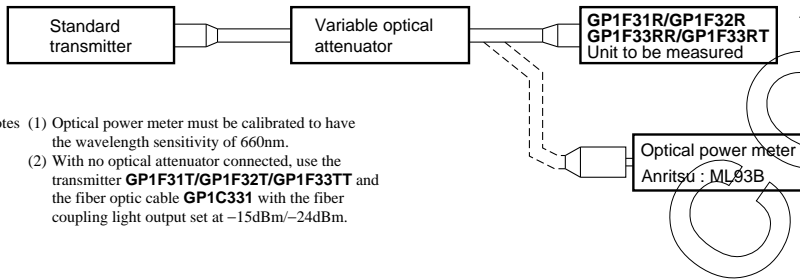 Standard
transmitter
Variable optical
attenuator
GP1F31R/GP1F32R
GP1F33RR/GP1F33RT
Unit to be measured
Optical power meter
Anritsu : ML93B
otes (1) Optical power meter must be calibrated to have
the wavelength sensitivity of 660nm.
(2) With no optical attenuator connected, use the
transmitter GP1F31T/GP1F32T/GP1F33TT and
the fiber optic cable GP1C331 with the fiber
coupling light output set at −15dBm/−24dBm.